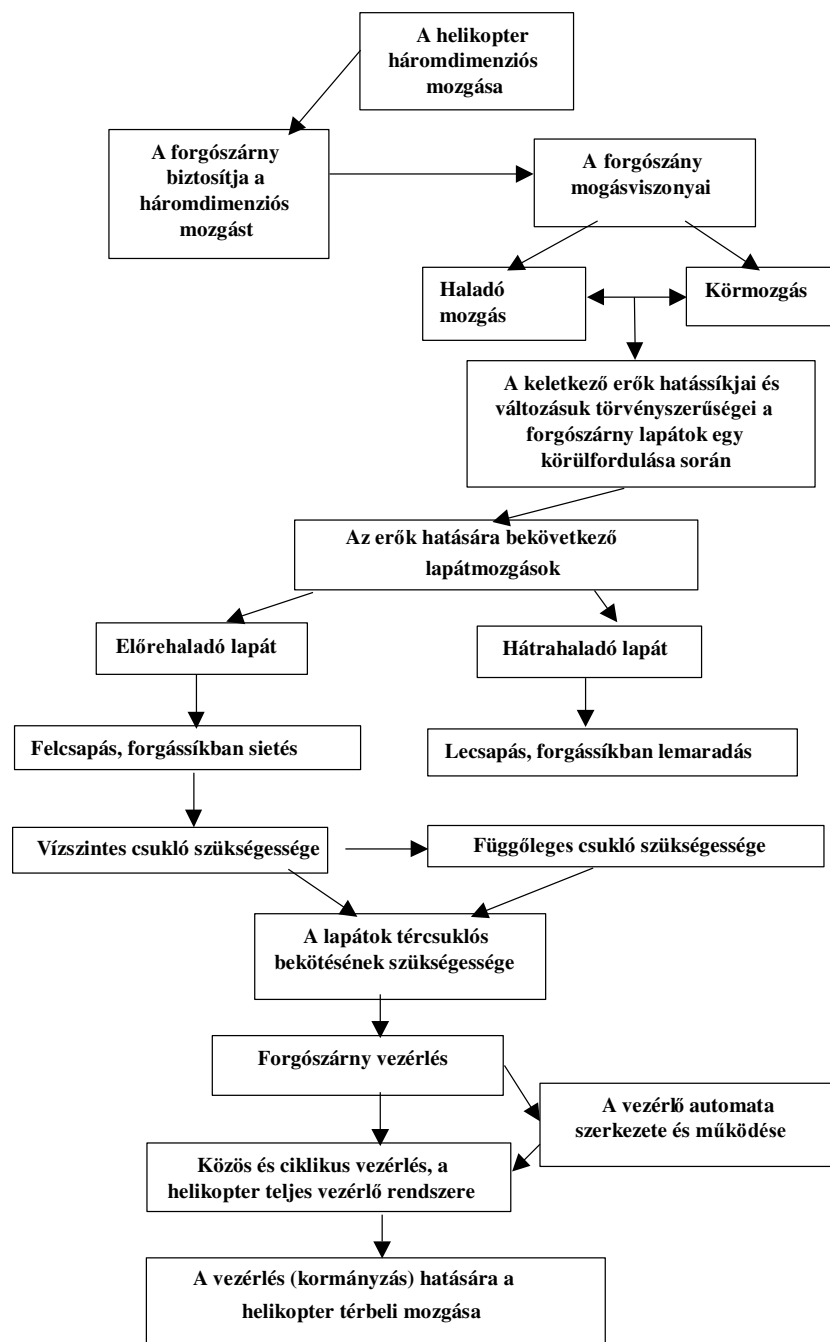 A helikopter
háromdimenziós
mozgása
A forgószárny
biztosítja a
háromdimenziós
mozgást
A forgószány
mogásviszonyai
Haladó
mozgás
Körmozgás
A keletkező erők hatássíkjai és
változásuk törvényszerűségei a
forgószárny lapátok egy
körülfordulása során
Az erők hatására bekövetkező
lapátmozgások
Előrehaladó lapát
Hátrahaladó lapát
Felcsapás, forgássíkban sietés
Lecsapás, forgássíkban lemaradás
Vízszintes csukló szükségessége
Függőleges csukló szükségessége
A lapátok tércsuklós
bekötésének szükségessége
Forgószárny vezérlés
A vezérlő automata
szerkezete és működése
Közös és ciklikus vezérlés, a
helikopter teljes vezérlő rendszere
A vezérlés (kormányzás) hatására a
helikopter térbeli mozgása